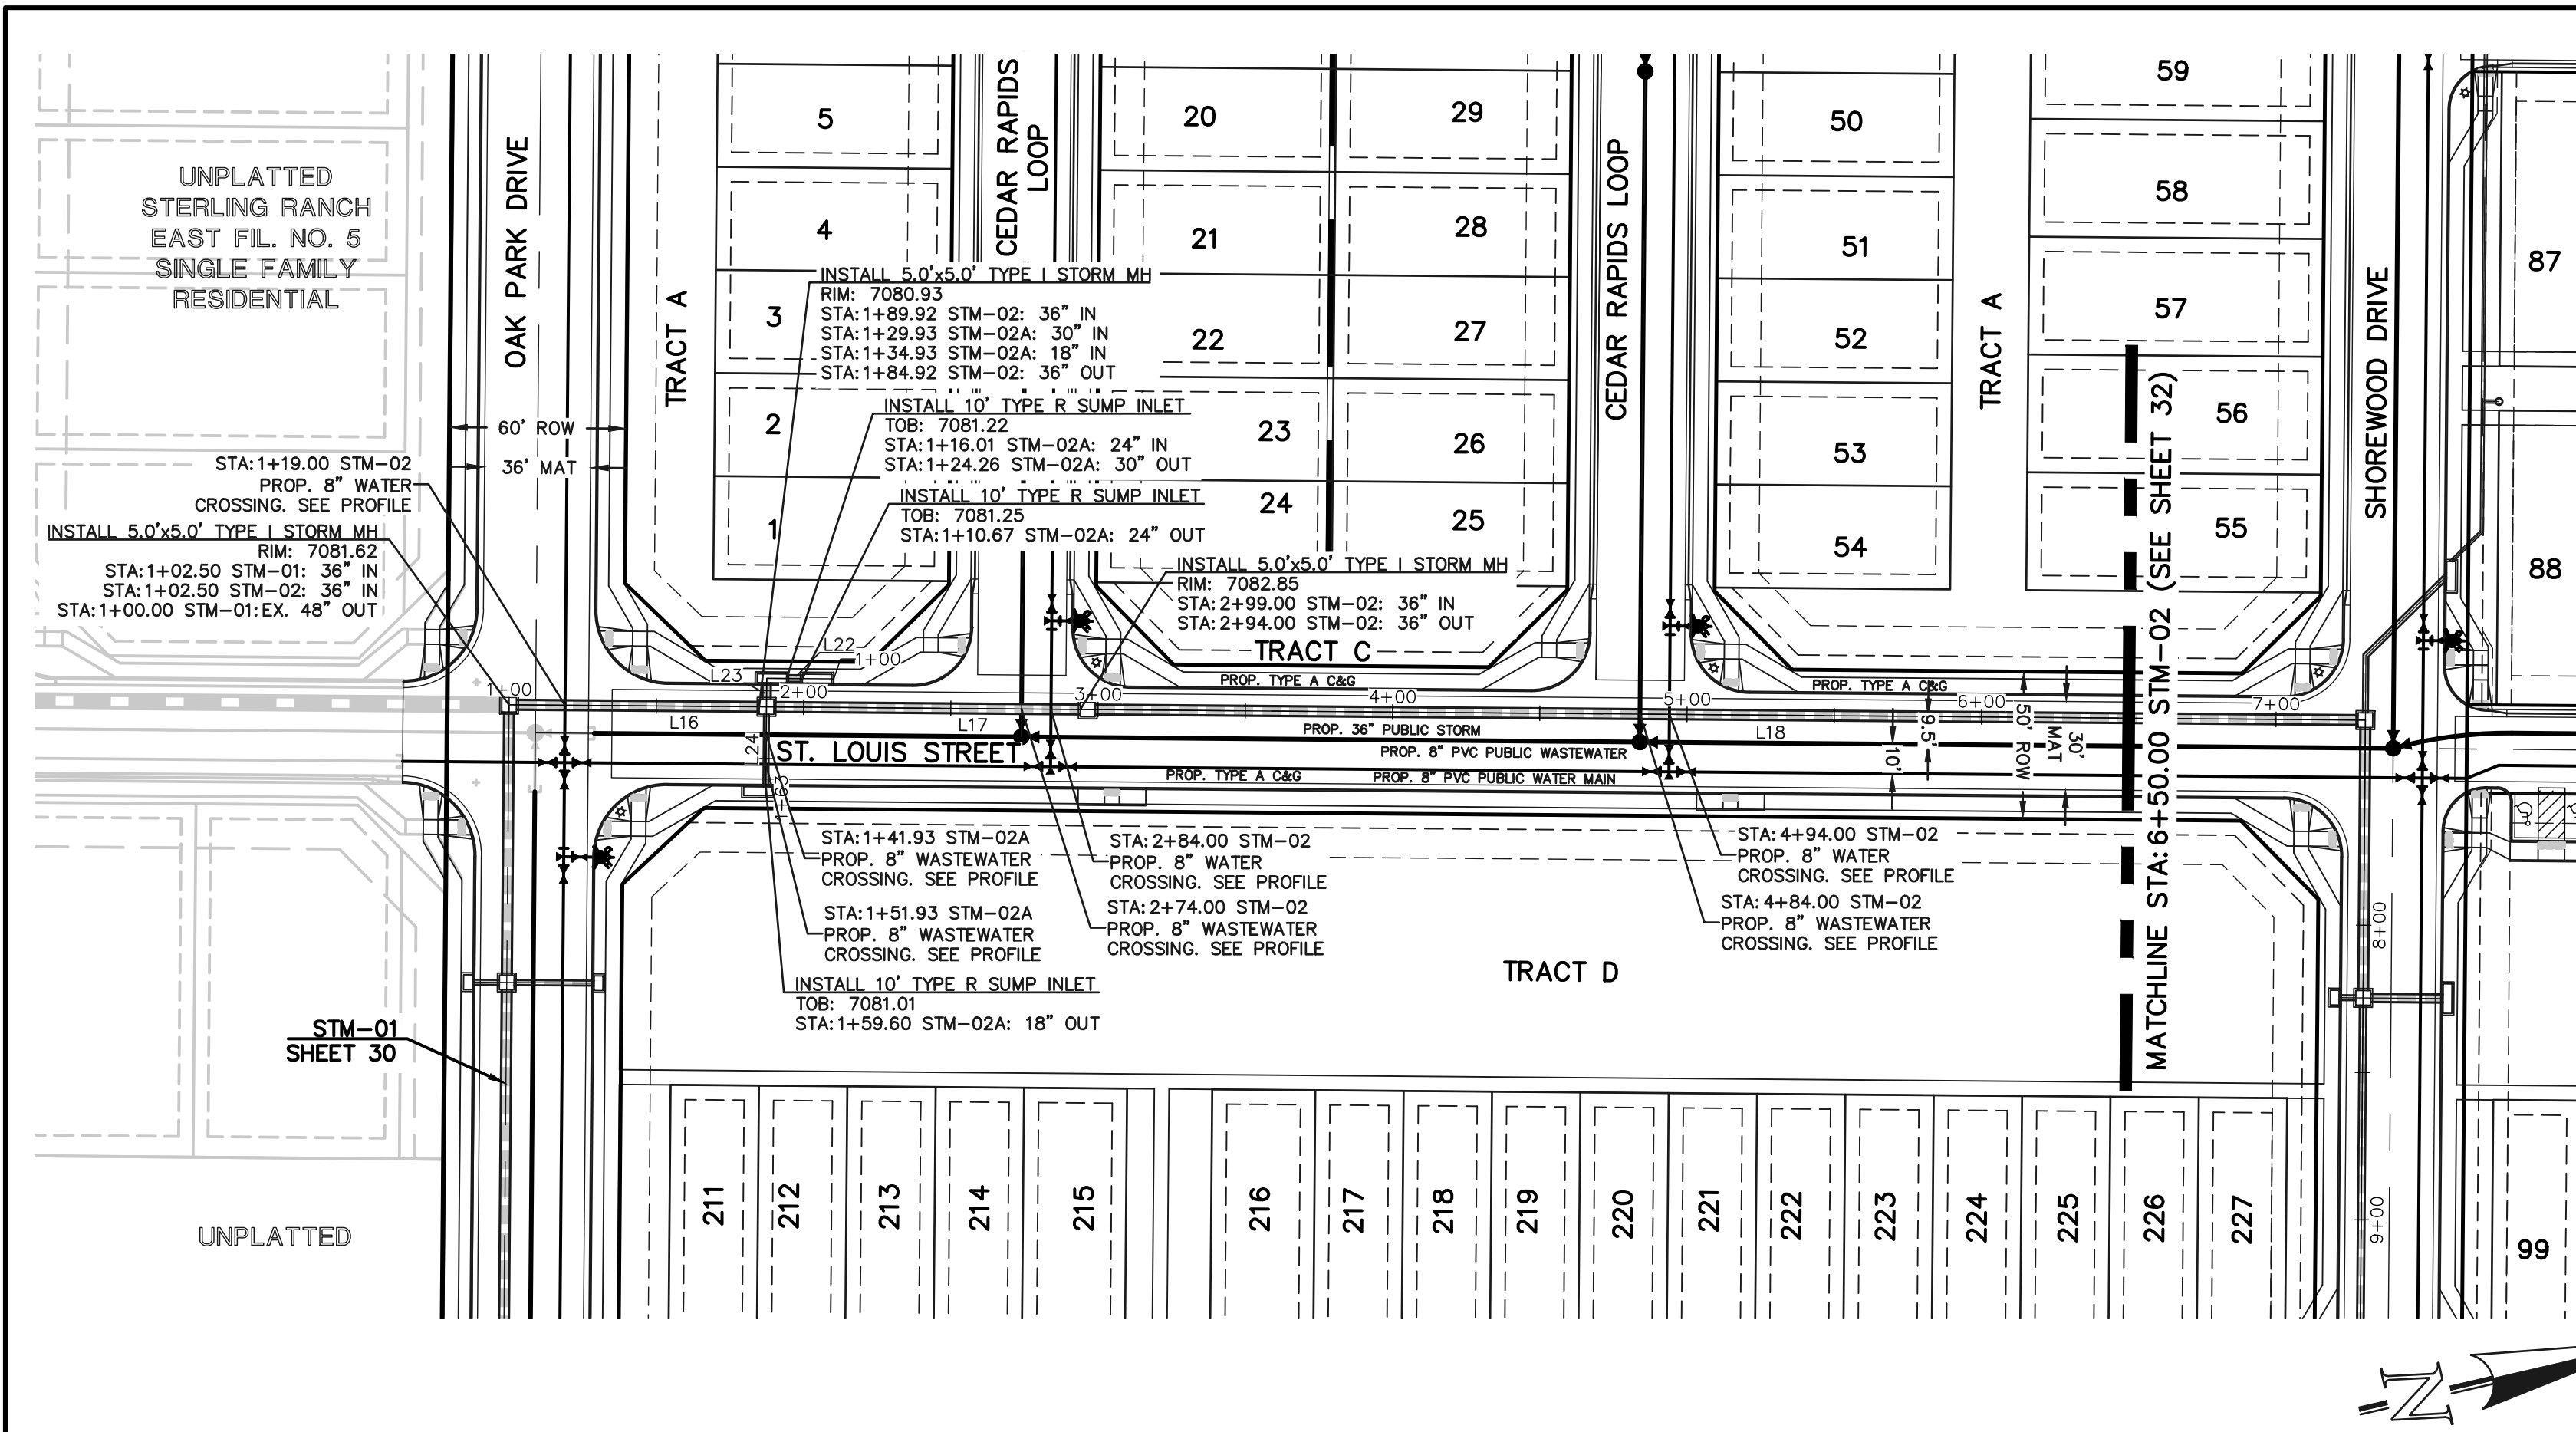 UNPLATTED
STERLING RANCH
EAST FIL. NO. 5
SINGLE FAMILY
RESIDENTIAL
OAK PARK DRIVE
60' ROW
36' MAT
TRACT A
5
4
3
2
1
CEDAR RAPIDS
LOOP
20
21
22
23
24
29
28
27
26
25
CEDAR RAPIDS LOOP
50
51
52
53
54
TRACT A
59
58
57
56
55
SHOREWOOD DRIVE
87
88
INSTALL 5.0'x5.0' TYPE I STORM MH
RIM: 7080.93
STA:1+89.92 STM-02: 36" IN
STA:1+29.93 STM-02A: 30" IN
STA:1+34.93 STM-02A: 18" IN
STA:1+84.92 STM-02: 36" OUT
INSTALL 10' TYPE R SUMP INLET
TOB: 7081.22
STA:1+16.01 STM-02A: 24" IN
STA:1+24.26 STM-02A: 30" OUT
INSTALL 10' TYPE R SUMP INLET
TOB: 7081.25
STA:1+10.67 STM-02A: 24" OUT
INSTALL 5.0'x5.0' TYPE I STORM MH
RIM: 7082.85
STA:2+99.00 STM-02: 36" IN
STA:2+94.00 STM-02: 36" OUT
STA:1+19.00 STM-02
PROP. 8" WATER
CROSSING. SEE PROFILE
INSTALL 5.0'x5.0' TYPE I STORM MH
RIM: 7081.62
STA:1+02.50 STM-01: 36" IN
STA:1+02.50 STM-02: 36" IN
STA:1+00.00 STM-01:EX. 48" OUT
TRACT C
PROP. TYPE A C&G
PROP. TYPE A C&G
L22
1+00
L23
1+00
2+00
3+00
4+00
5+00
6+00
7+00
L16
L17
L18
L24
1+62
ST. LOUIS STREET
PROP. 36" PUBLIC STORM
PROP. 8" PVC PUBLIC WASTEWATER
PROP. TYPE A C&G
PROP. 8" PVC PUBLIC WATER MAIN
10'
9.5'
50' ROW
30'
MAT
MATCHLINE STA:6+50.00 STM-02 (SEE SHEET 32)
STA:1+41.93 STM-02A
PROP. 8" WASTEWATER
CROSSING. SEE PROFILE
STA:1+51.93 STM-02A
PROP. 8" WASTEWATER
CROSSING. SEE PROFILE
INSTALL 10' TYPE R SUMP INLET
TOB: 7081.01
STA:1+59.60 STM-02A: 18" OUT
STA:2+84.00 STM-02
PROP. 8" WATER
CROSSING. SEE PROFILE
STA:2+74.00 STM-02
PROP. 8" WASTEWATER
CROSSING. SEE PROFILE
STA:4+94.00 STM-02
PROP. 8" WATER
CROSSING. SEE PROFILE
STA:4+84.00 STM-02
PROP. 8" WASTEWATER
CROSSING. SEE PROFILE
TRACT D
STM-01
SHEET 30
8+00
9+00
UNPLATTED
211
212
213
214
215
216
217
218
219
220
221
222
223
224
225
226
227
99
N